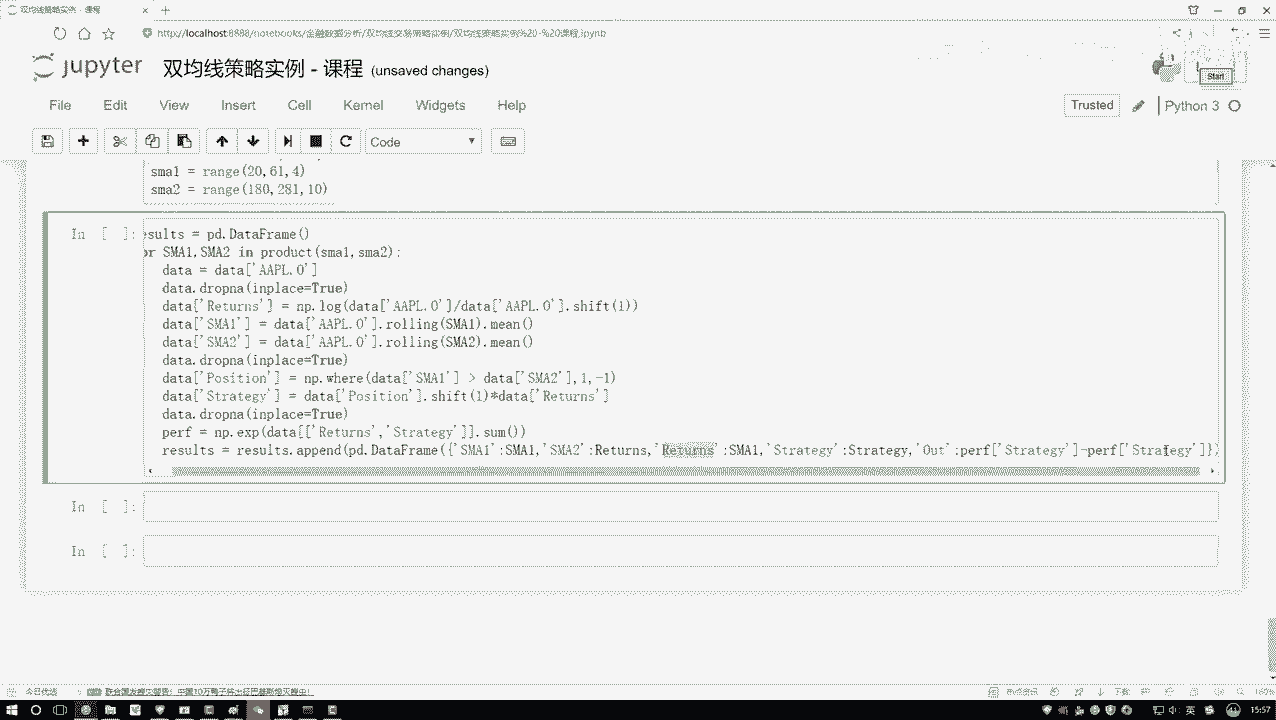 双均线策略实例 - 课程
http://localhost:8888/notebooks/金融数据分析/双均线交易策略实例/双均线策略实例%20-%20课程.ipynb
jupyter 双均线策略实例 - 课程 (unsaved changes)
Start
File Edit View Insert Cell Kernel Widgets Help
Trusted Python 3
Code
sma1 = range(20,61,4)
sma2 = range(180,281,10)
In [ ]:
sults = pd.DataFrame()
or SMA1,SMA2 in product(sma1,sma2):
data = data['AAPL.O']
data.dropna(inplace=True)
data['Returns'] = np.log(data['AAPL.O']/data['AAPL.O'].shift(1))
data['SMA1'] = data['AAPL.O'].rolling(SMA1).mean()
data['SMA2'] = data['AAPL.O'].rolling(SMA2).mean()
data.dropna(inplace=True)
data['Position'] = np.where(data['SMA1'] > data['SMA2'],1,-1)
data['Strategy'] = data['Position'].shift(1)*data['Returns']
data.dropna(inplace=True)
perf = np.exp(data[['Returns','Strategy']].sum())
results = results.append(pd.DataFrame({'SMA1':SMA1,'SMA2':Returns,'Returns':SMA1,'Strategy':Strategy,'Out':perf['Strategy']-perf['Strategy']}
In [ ]:
In [ ]:
今日优选
下载
15:57